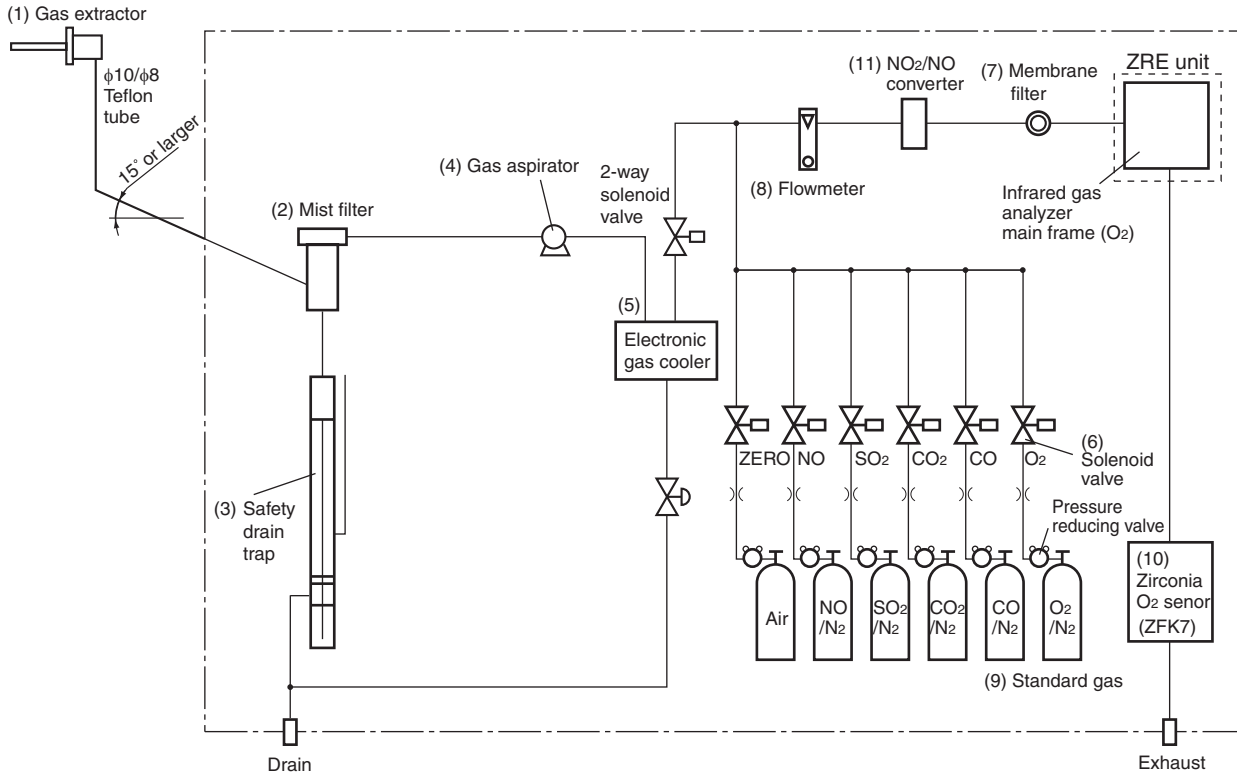 (1) Gas extractor
ϕ10/ϕ8
Teflon
tube
15° or larger
(2) Mist filter
(3) Safety
drain
trap
(4) Gas aspirator
2-way
solenoid
valve
(5)
Electronic
gas cooler
(11) NO2/NO
converter
(7) Membrane
filter
ZRE unit
(8) Flowmeter
Infrared gas
analyzer
main frame (O2)
ZERO
NO
SO2
CO2
CO
O2
(6)
Solenoid
valve
Pressure
reducing valve
Air
NO
/N2
SO2
/N2
CO2
/N2
CO
/N2
O2
/N2
(9) Standard gas
(10)
Zirconia
O2 senor
(ZFK7)
Drain
Exhaust